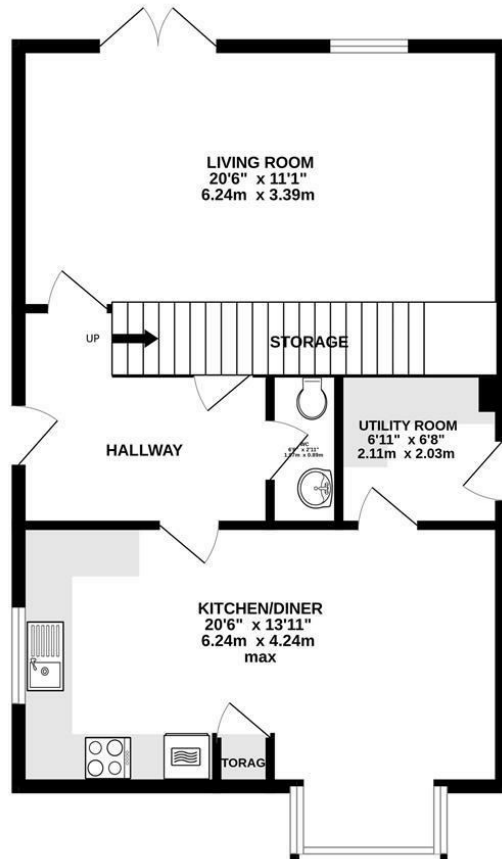 LIVING ROOM
20'6" x 11'1"
6.24m x 3.39m
UP
STORAGE
HALLWAY
WC
UTILITY ROOM
6'11" x 6'8"
2.11m x 2.03m
KITCHEN/DINER
20'6" x 13'11"
6.24m x 4.24m
max
TORAG